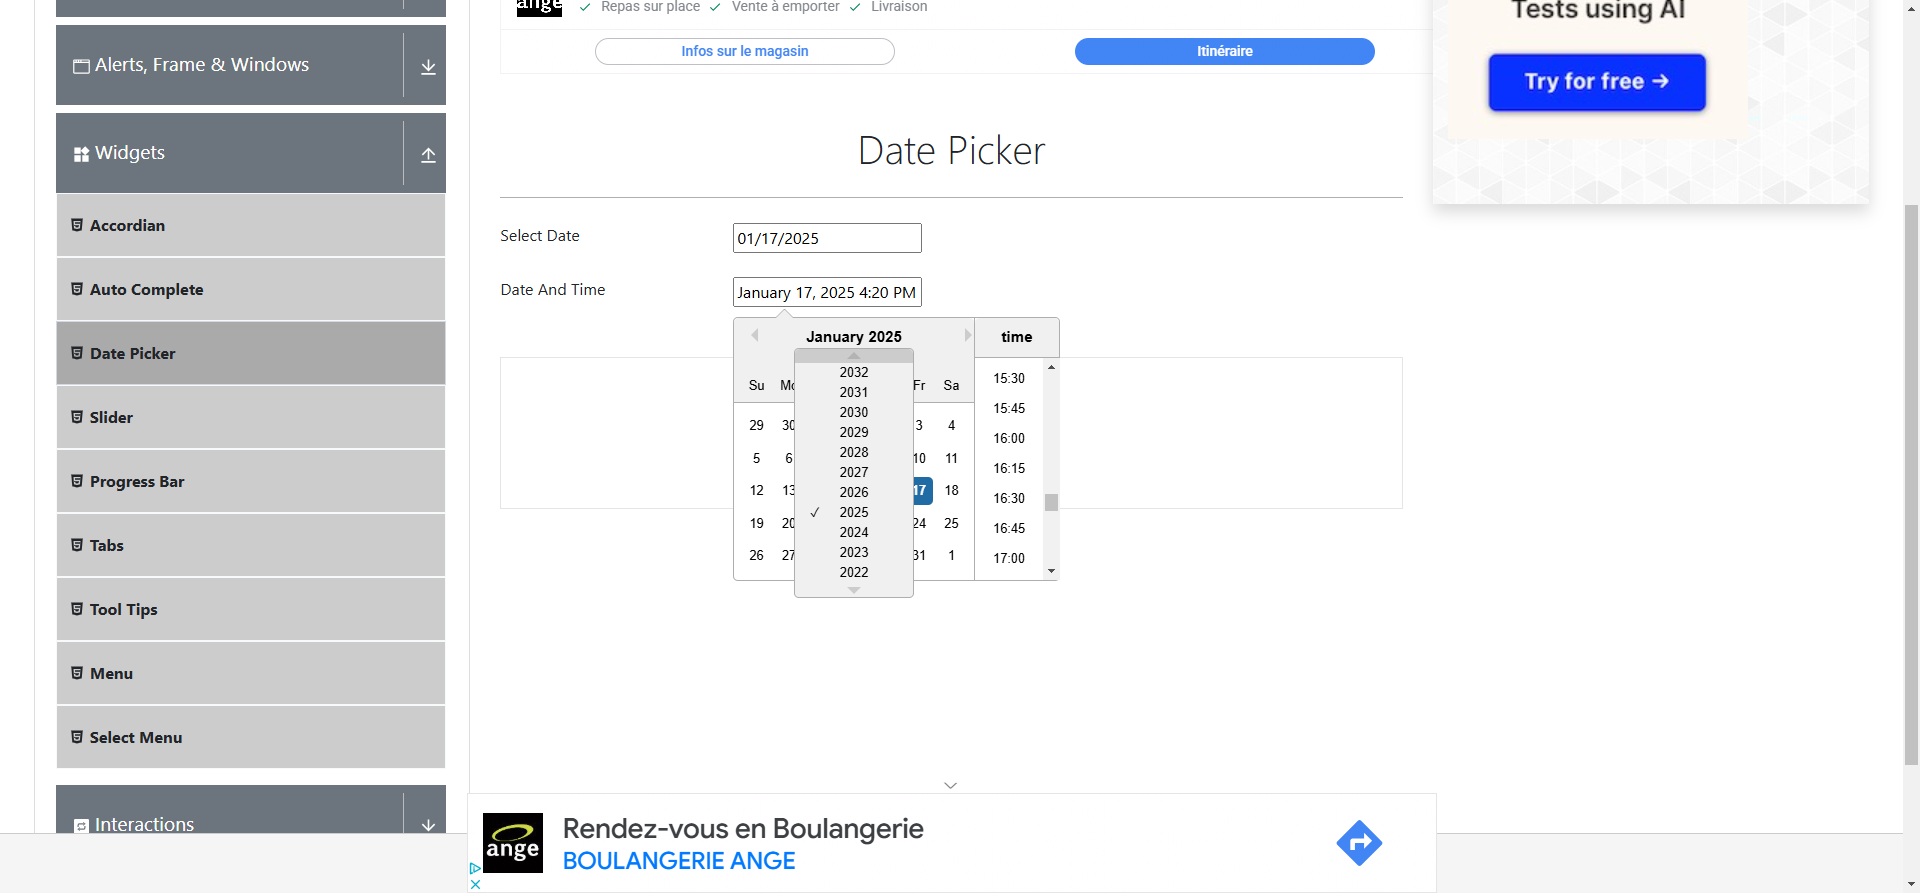 ange
Repas sur place
Vente à emporter
Livraison
Infos sur le magasin
Itinéraire
Tests using AI
Try for free →
Alerts, Frame & Windows
Widgets
Accordian
Auto Complete
Date Picker
Slider
Progress Bar
Tabs
Tool Tips
Menu
Select Menu
Interactions
Date Picker
Select Date
01/17/2025
Date And Time
January 17, 2025 4:20 PM
January 2025
time
Su Mo Fr Sa
29 30 3 4
5 6 10 11
12 13 17 18
19 20 24 25
26 27 31 1
2032
2031
2030
2029
2028
2027
2026
✓ 2025
2024
2023
2022
15:30
15:45
16:00
16:15
16:30
16:45
17:00
ange
Rendez-vous en Boulangerie
BOULANGERIE ANGE